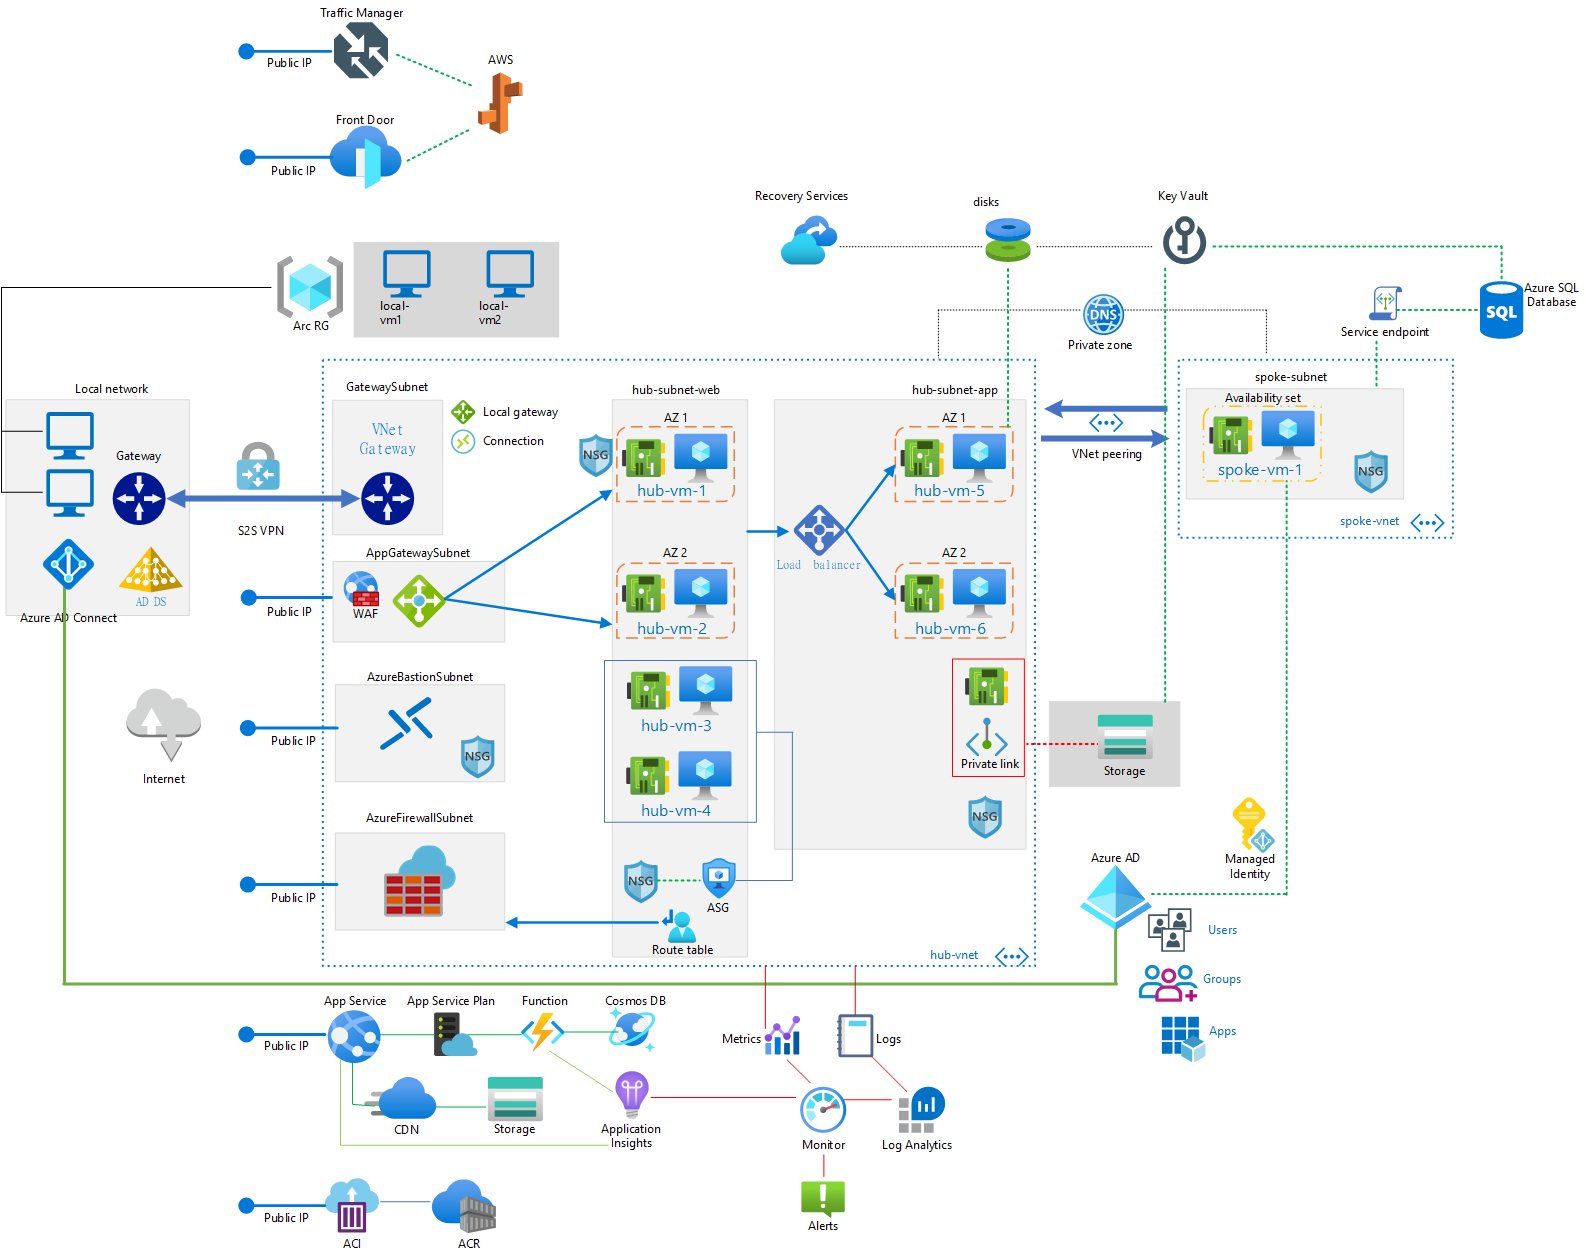 Traffic Manager
Public IP
AWS
Front Door
Public IP
Recovery Services
disks
Key Vault
Arc RG
local-
vm1
local-
vm2
DNS
Private zone
Service endpoint
SQL
Azure SQL
Database
Local network
Gateway
S2S VPN
Azure AD Connect
AD DS
GatewaySubnet
VNet
Gateway
Local gateway
Connection
hub-subnet-web
AZ 1
NSG
hub-vm-1
AZ 2
hub-vm-2
hub-vm-3
hub-vm-4
NSG
ASG
Route table
hub-subnet-app
AZ 1
hub-vm-5
Load balancer
AZ 2
hub-vm-6
Private link
NSG
hub-vnet
VNet peering
spoke-subnet
Availability set
spoke-vm-1
NSG
spoke-vnet
AppGatewaySubnet
Public IP
WAF
AzureBastionSubnet
Public IP
NSG
Internet
AzureFirewallSubnet
Public IP
Storage
Managed
Identity
Azure AD
Users
Groups
Apps
App Service
App Service Plan
Function
Cosmos DB
Public IP
CDN
Storage
Application
Insights
Metrics
Logs
Monitor
Log Analytics
Alerts
Public IP
ACI
ACR